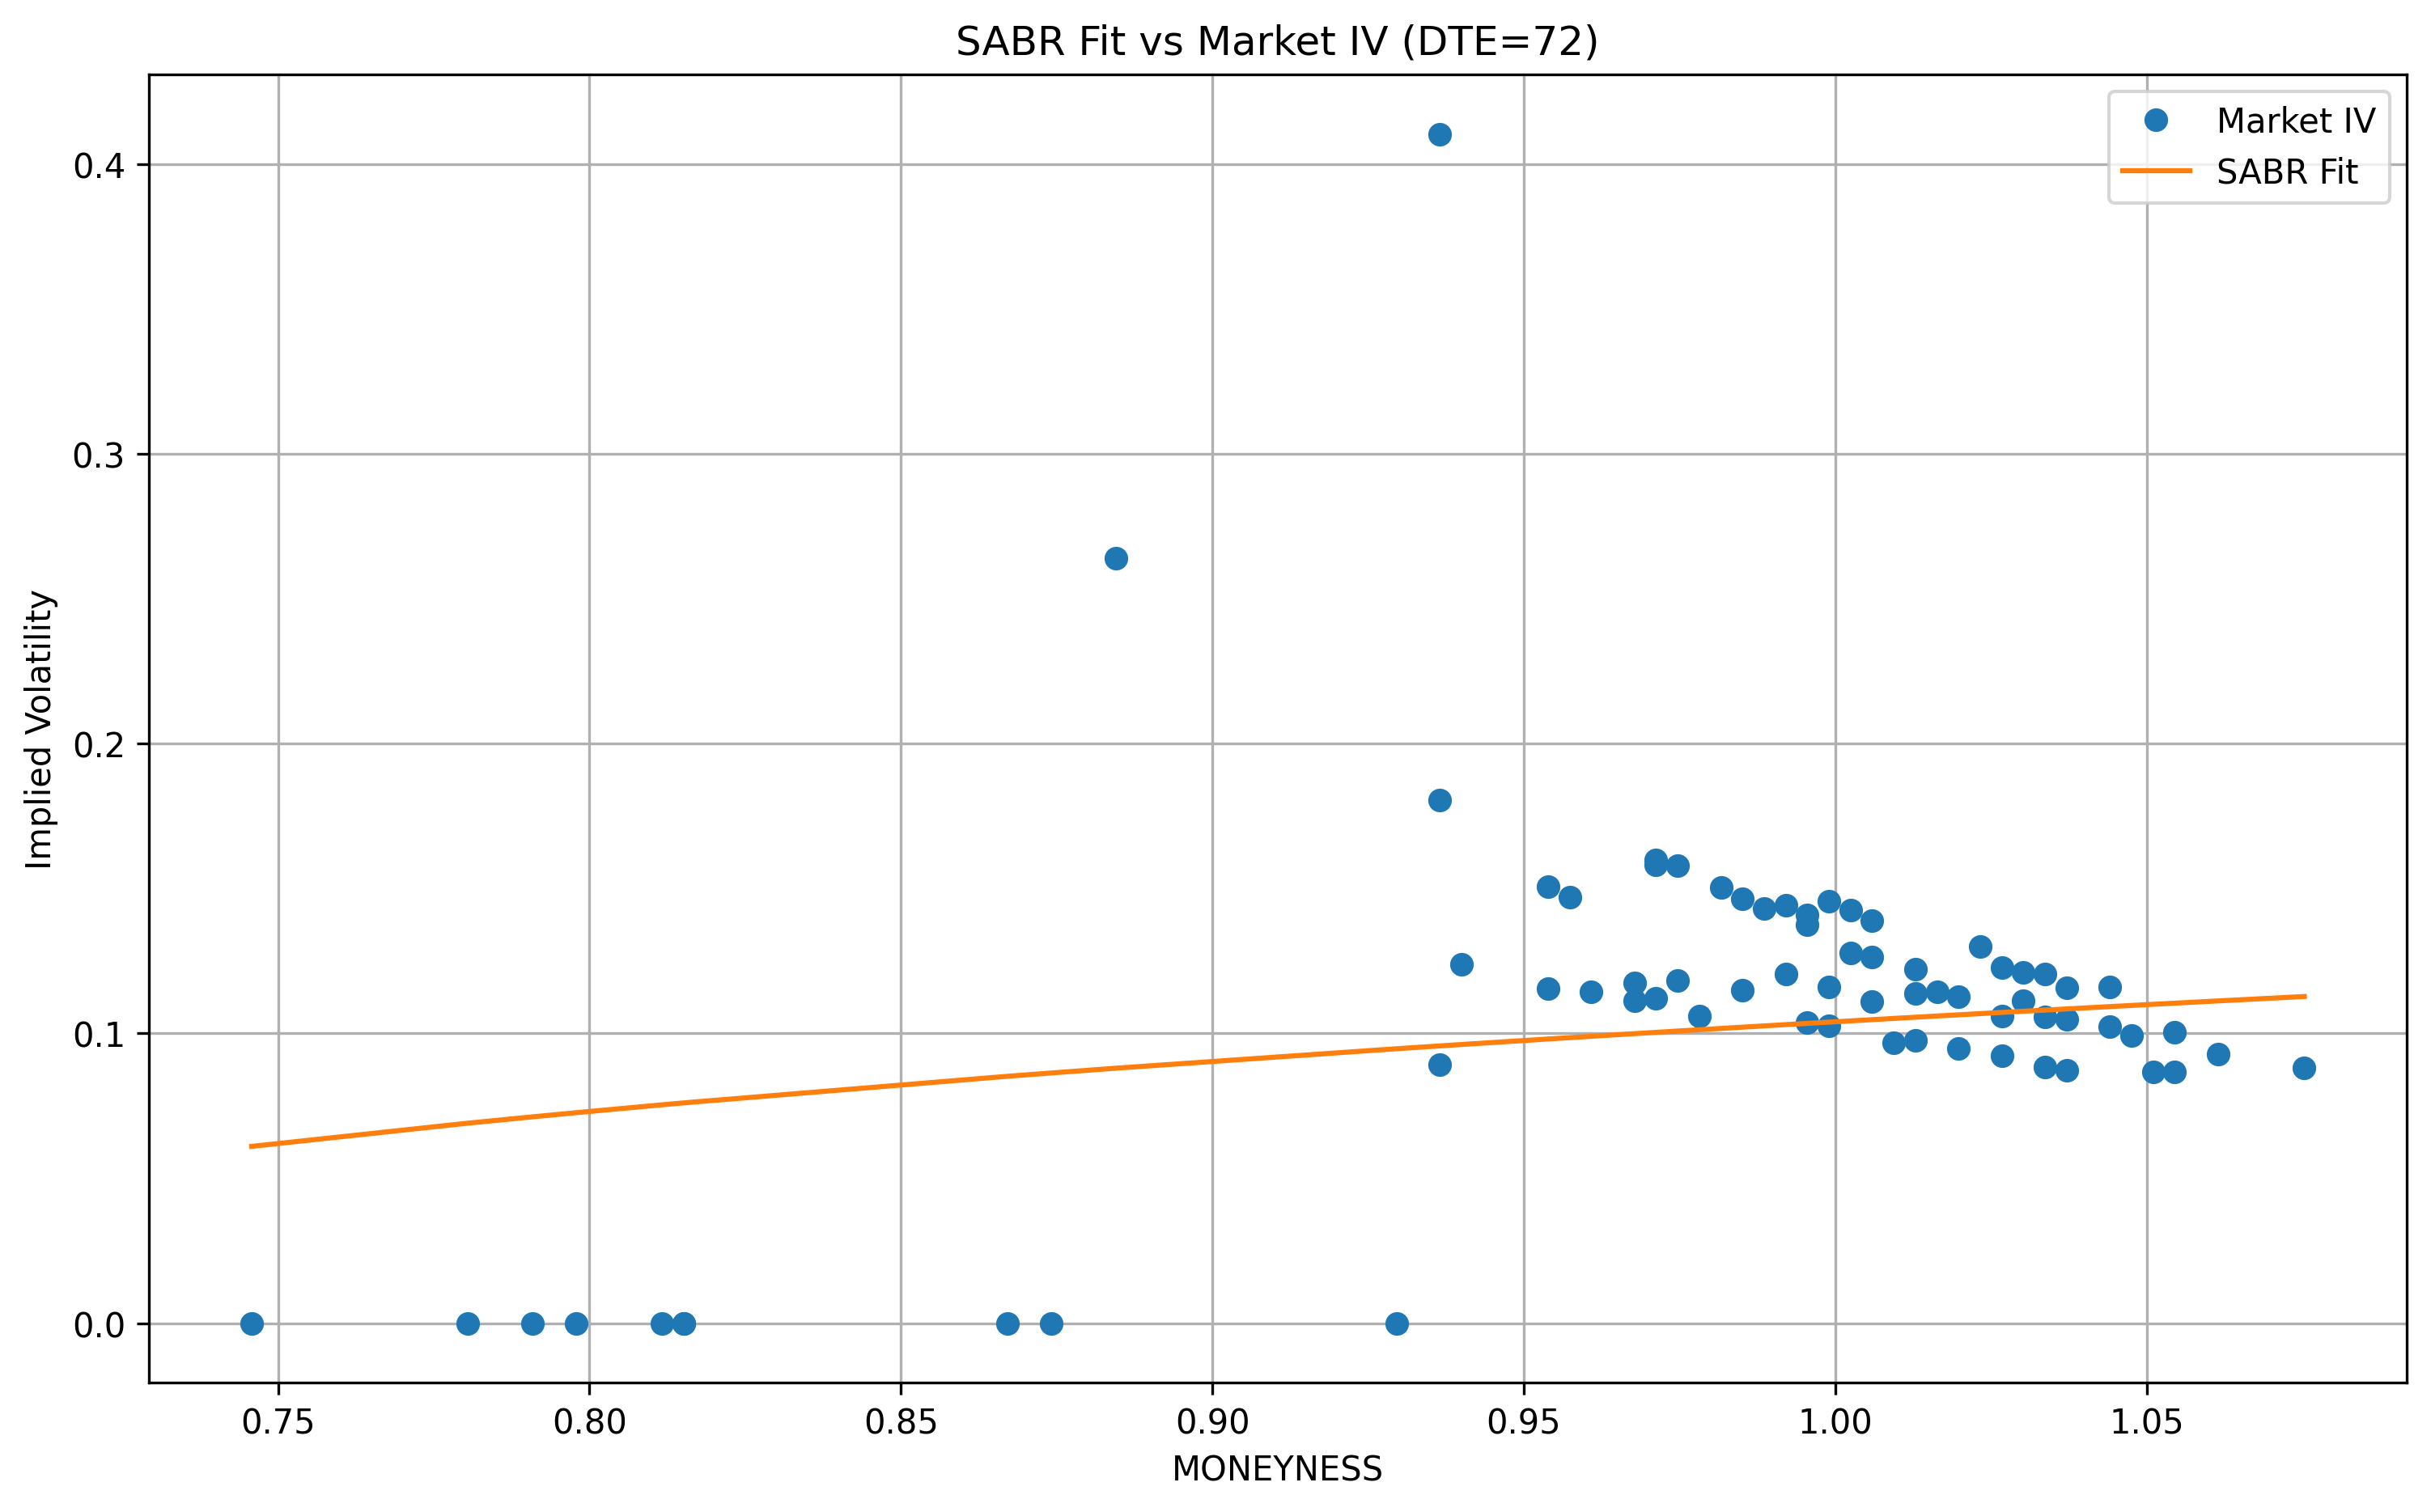 SABR Fit vs Market IV (DTE=72)
Market IV
SABR Fit
Implied Volatility
0.4
0.3
0.2
0.1
0.0
0.75 0.80 0.85 0.90 0.95 1.00 1.05
MONEYNESS